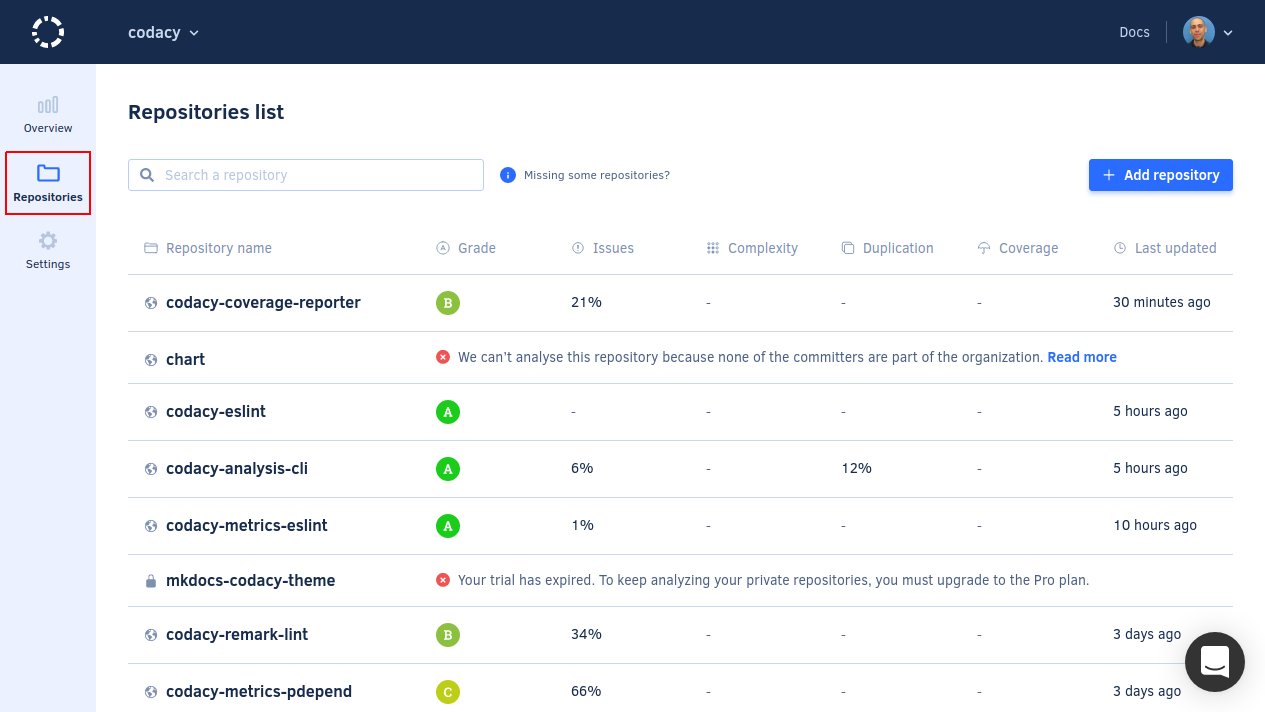 codacy
Docs
Overview
Repositories
Settings
Repositories list
Search a repository
i Missing some repositories?
+ Add repository
Repository name A Grade Issues Complexity Duplication Coverage Last updated
codacy-coverage-reporter B 21% - - - 30 minutes ago
chart We can't analyse this repository because none of the committers are part of the organization. Read more
codacy-eslint A - - - - 5 hours ago
codacy-analysis-cli A 6% - 12% - 5 hours ago
codacy-metrics-eslint A 1% - - - 10 hours ago
mkdocs-codacy-theme Your trial has expired. To keep analyzing your private repositories, you must upgrade to the Pro plan.
codacy-remark-lint B 34% - - - 3 days ago
codacy-metrics-pdepend C 66% - - - 3 days ago